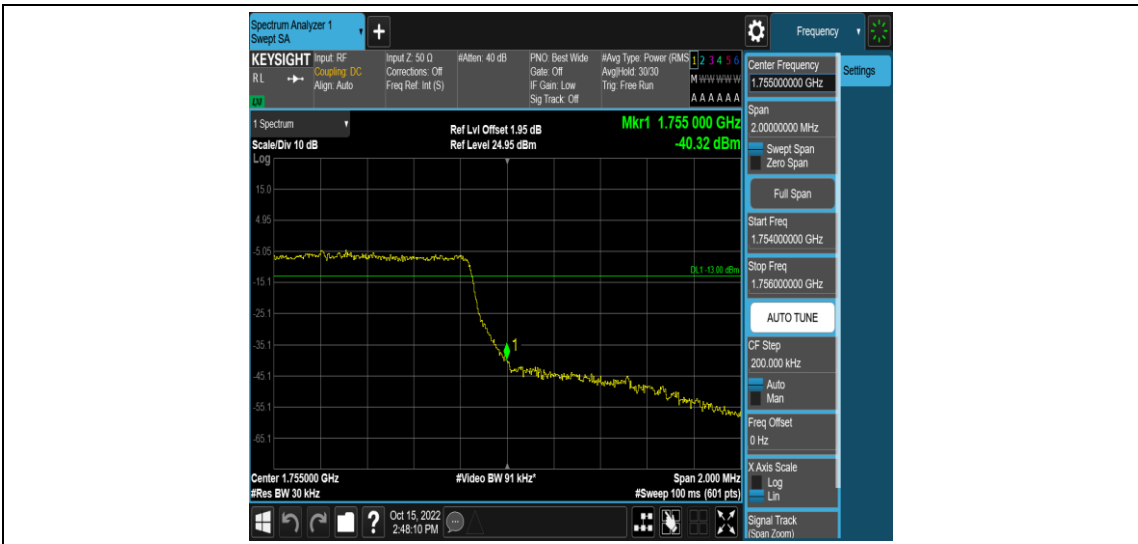 Spectrum Analyzer 1
Swept SA
+
Frequency
KEYSIGHT
RL
LXI
Input: RF
Coupling: DC
Align: Auto
Input Z: 50 Ω
Corrections: Off
Freq Ref: Int (S)
#Atten: 40 dB
PNO: Best Wide
Gate: Off
IF Gain: Low
Sig Track: Off
#Avg Type: Power (RMS
Avg|Hold: 30/30
Trig: Free Run
1 2 3 4 5 6
M W W W W W
A A A A A A
1 Spectrum
Scale/Div 10 dB
Log
Ref Lvl Offset 1.95 dB
Ref Level 24.95 dBm
Mkr1 1.755 000 GHz
-40.32 dBm
15.0
4.95
-5.05
-15.1
-25.1
-35.1
-45.1
-55.1
-65.1
DL1 -13.00 dBm
1
Center 1.755000 GHz
#Res BW 30 kHz
#Video BW 91 kHz*
Span 2.000 MHz
#Sweep 100 ms (601 pts)
?
Oct 15, 2022
2:48:10 PM
Center Frequency
1.755000000 GHz
Settings
Span
2.00000000 MHz
Swept Span
Zero Span
Full Span
Start Freq
1.754000000 GHz
Stop Freq
1.756000000 GHz
AUTO TUNE
CF Step
200.000 kHz
Auto
Man
Freq Offset
0 Hz
X Axis Scale
Log
Lin
Signal Track
(Span Zoom)